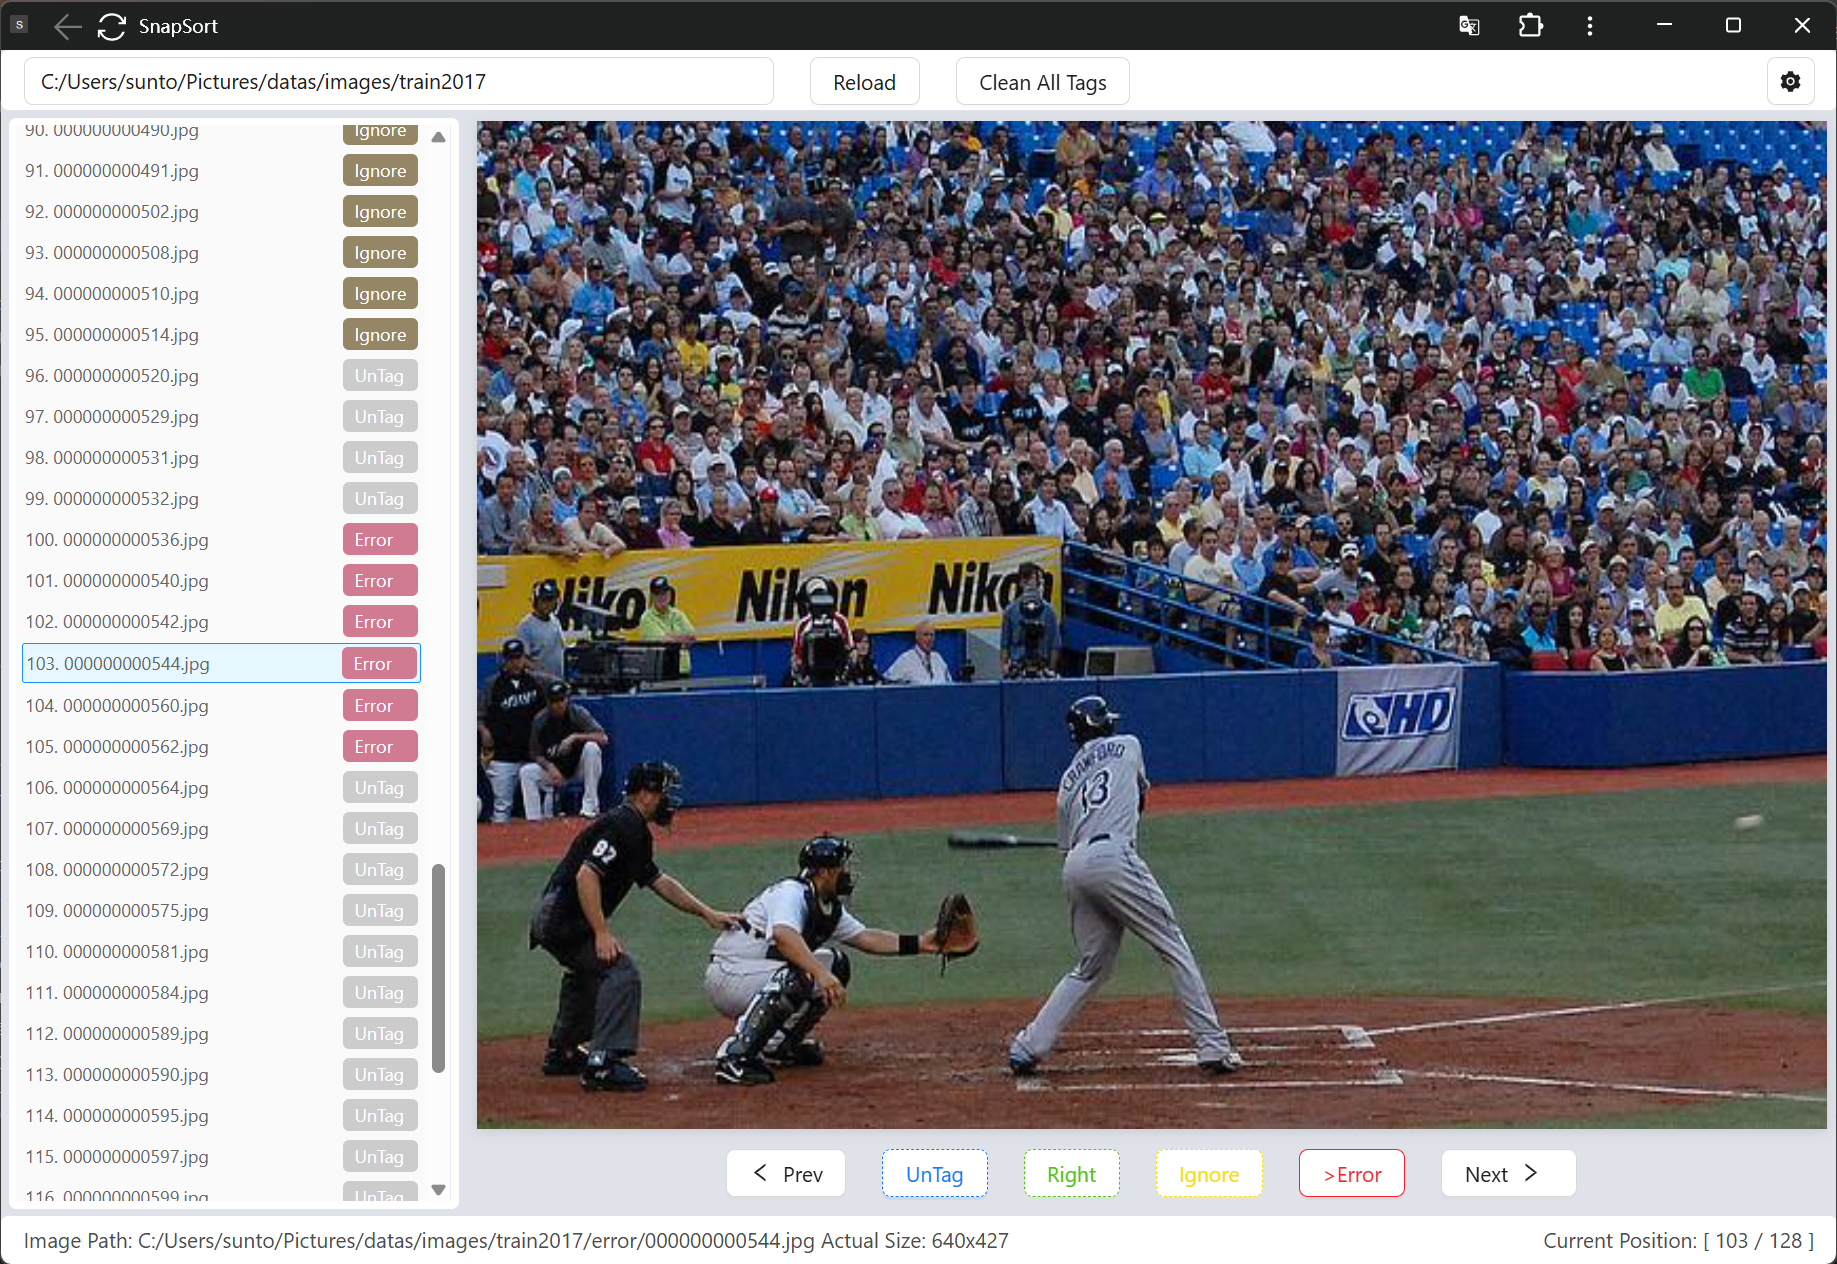 S SnapSort
C:/Users/sunto/Pictures/datas/images/train2017 Reload Clean All Tags
90. 000000000490.jpg Ignore
91. 000000000491.jpg Ignore
92. 000000000502.jpg Ignore
93. 000000000508.jpg Ignore
94. 000000000510.jpg Ignore
95. 000000000514.jpg Ignore
96. 000000000520.jpg UnTag
97. 000000000529.jpg UnTag
98. 000000000531.jpg UnTag
99. 000000000532.jpg UnTag
100. 000000000536.jpg Error
101. 000000000540.jpg Error
102. 000000000542.jpg Error
103. 000000000544.jpg Error
104. 000000000560.jpg Error
105. 000000000562.jpg Error
106. 000000000564.jpg UnTag
107. 000000000569.jpg UnTag
108. 000000000572.jpg UnTag
109. 000000000575.jpg UnTag
110. 000000000581.jpg UnTag
111. 000000000584.jpg UnTag
112. 000000000589.jpg UnTag
113. 000000000590.jpg UnTag
114. 000000000595.jpg UnTag
115. 000000000597.jpg UnTag
116. 000000000599.jpg UnTag
Nikon Nikon Nikon
HD
CRAWFORD
13
Prev UnTag Right Ignore >Error Next
Image Path: C:/Users/sunto/Pictures/datas/images/train2017/error/000000000544.jpg Actual Size: 640x427
Current Position: [ 103 / 128 ]